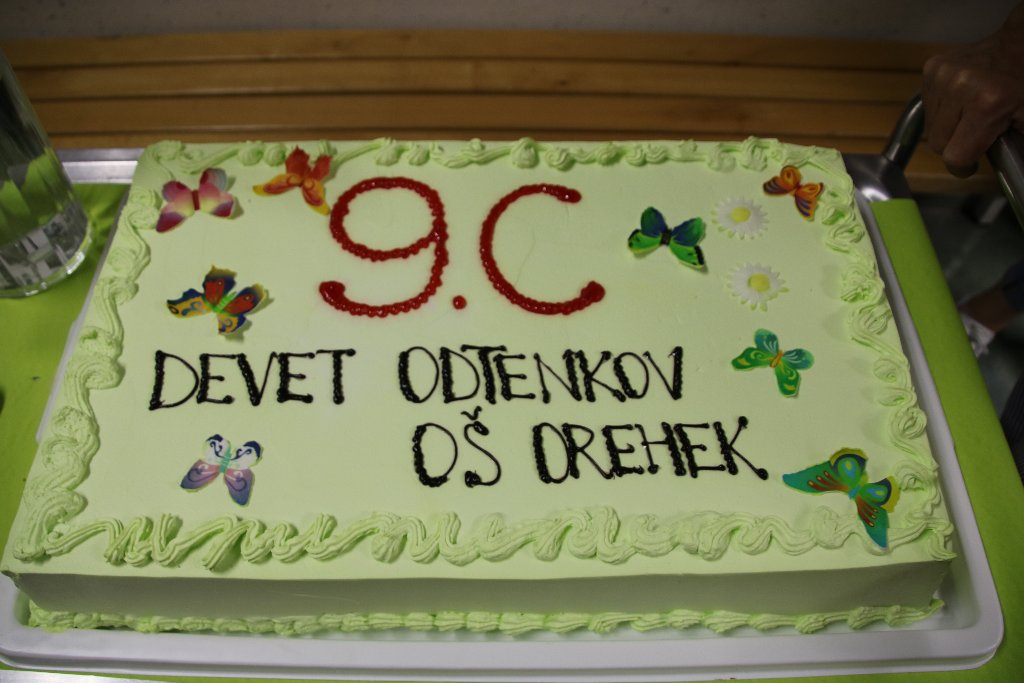 9.C
DEVET ODTENKOV
OŠ OREHEK